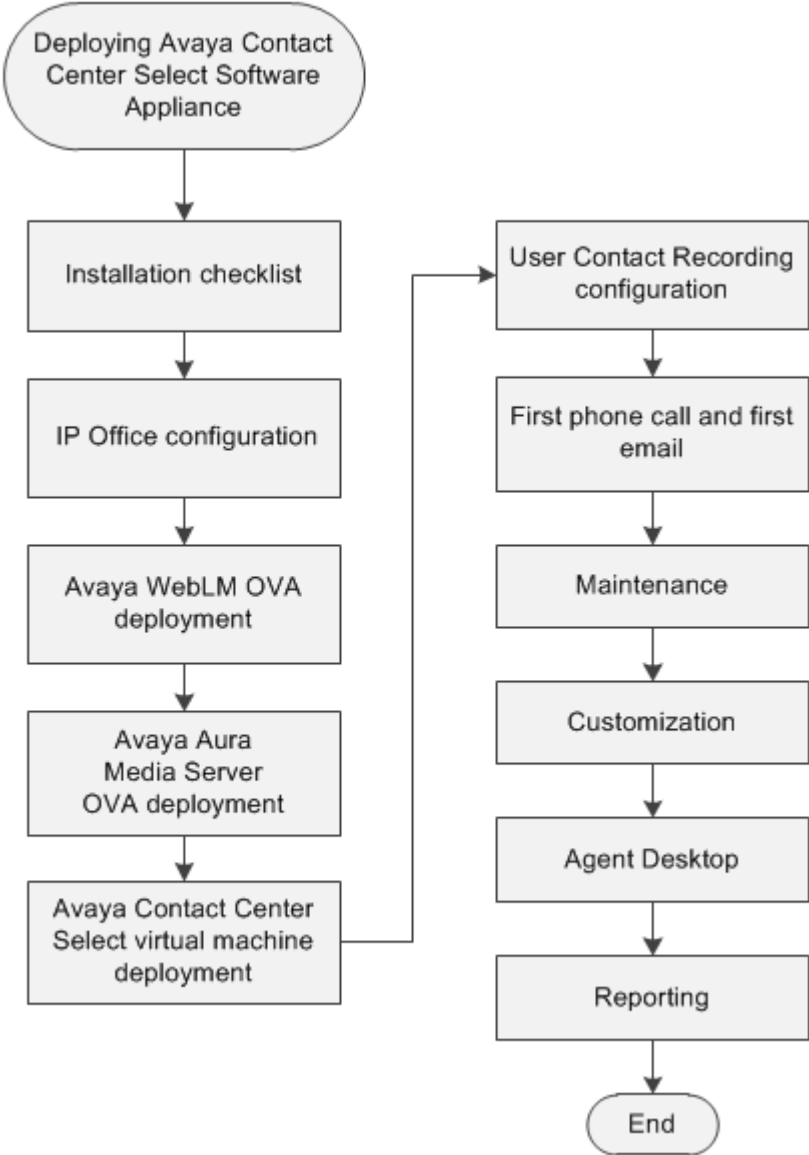 Deploying Avaya Contact
Center Select Software
Appliance
Installation checklist
IP Office configuration
Avaya WebLM OVA
deployment
Avaya Aura
Media Server
OVA deployment
Avaya Contact Center
Select virtual machine
deployment
User Contact Recording
configuration
First phone call and first
email
Maintenance
Customization
Agent Desktop
Reporting
End